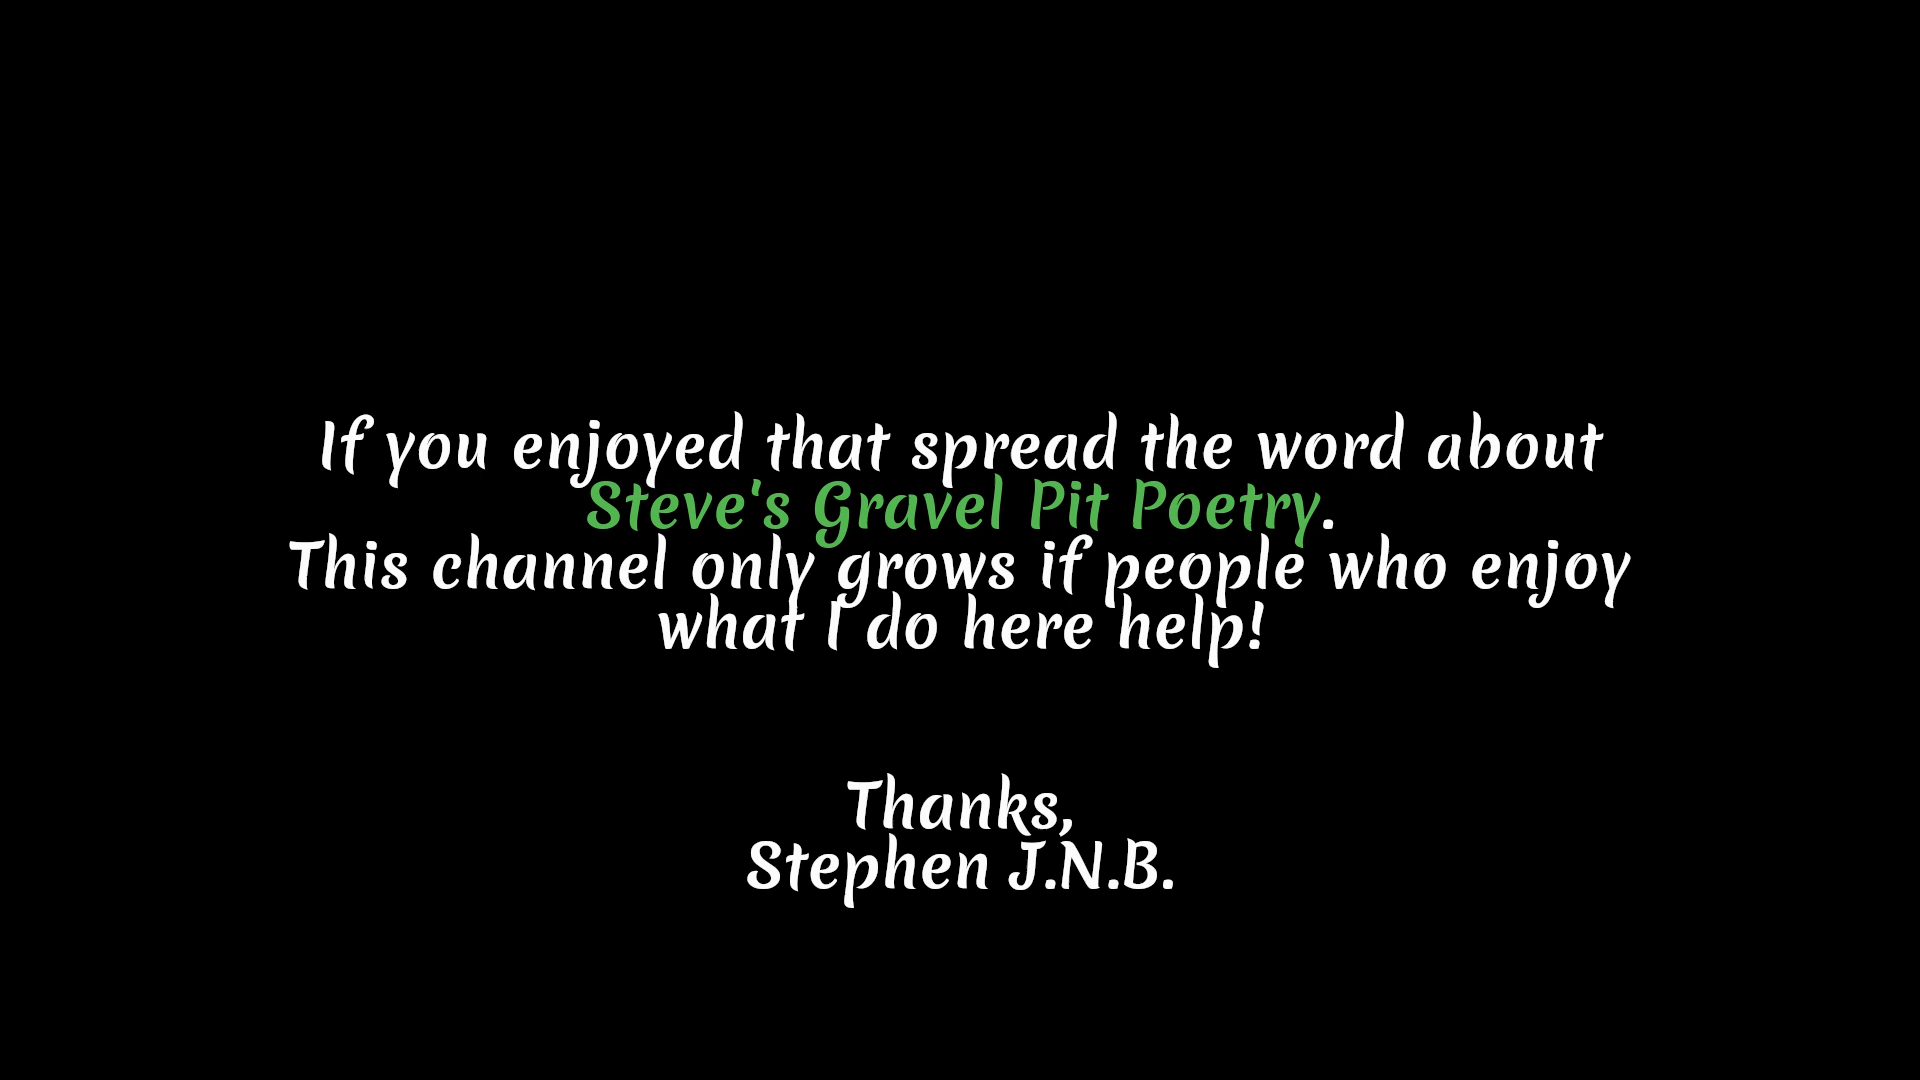 If you enjoyed that spread the word about
Steve's Gravel Pit Poetry.
This channel only grows if people who enjoy
what I do here help!
Thanks,
Stephen J.N.B.